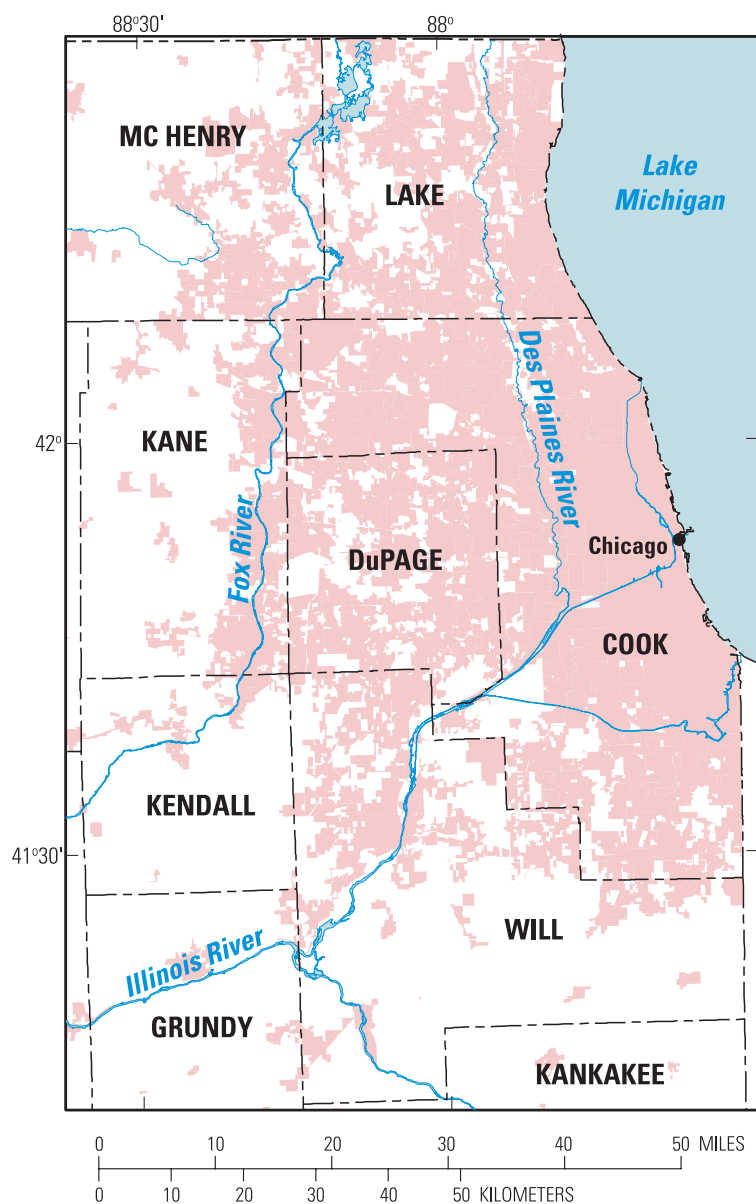 88°30'
88°
MC HENRY
LAKE
Lake
Michigan
Des Plaines River
42°
KANE
Fox River
DuPAGE
Chicago
COOK
KENDALL
41°30'
WILL
Illinois River
GRUNDY
KANKAKEE
0 10 20 30 40 50 MILES
0 10 20 30 40 50 KILOMETERS